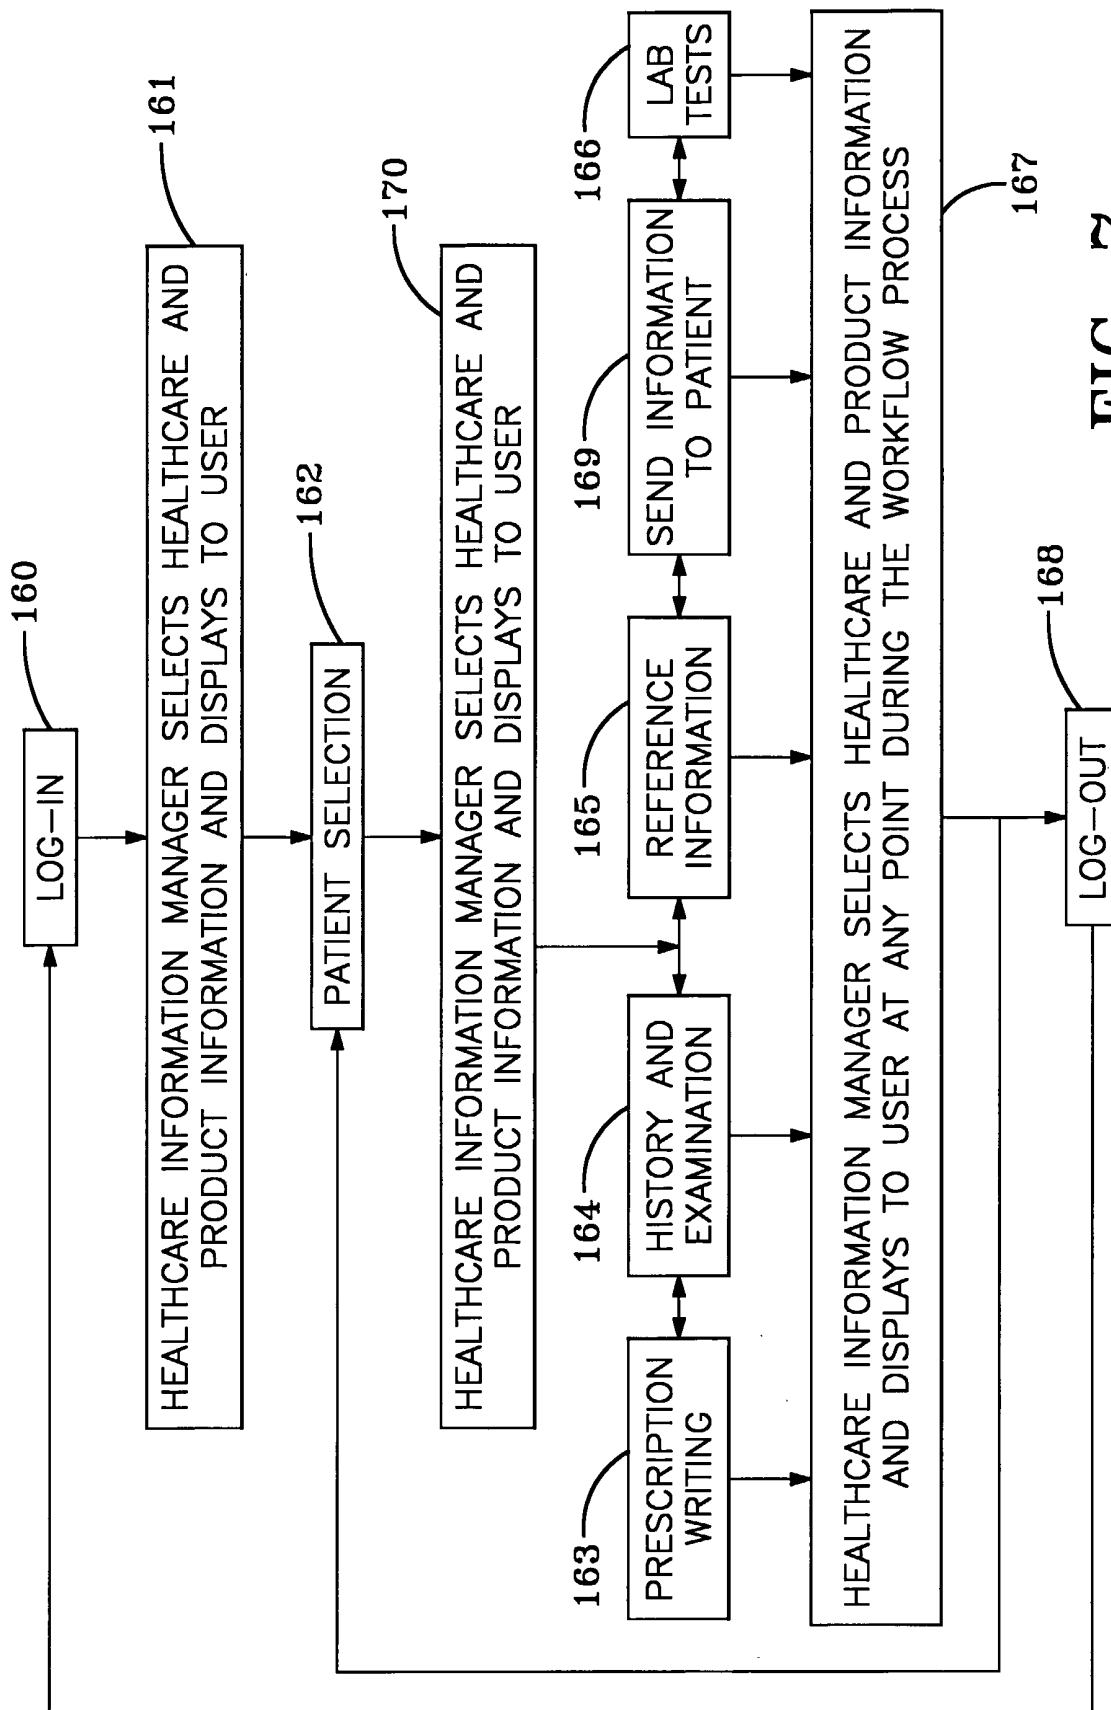 160
LOG-IN
161
HEALTHCARE INFORMATION MANAGER SELECTS HEALTHCARE AND
PRODUCT INFORMATION AND DISPLAYS TO USER
162
PATIENT SELECTION
170
HEALTHCARE INFORMATION MANAGER SELECTS HEALTHCARE AND
PRODUCT INFORMATION AND DISPLAYS TO USER
163
PRESCRIPTION
WRITING
164
HISTORY AND
EXAMINATION
165
REFERENCE
INFORMATION
169
SEND INFORMATION
TO PATIENT
166
LAB
TESTS
HEALTHCARE INFORMATION MANAGER SELECTS HEALTHCARE AND PRODUCT INFORMATION
AND DISPLAYS TO USER AT ANY POINT DURING THE WORKFLOW PROCESS
167
168
LOG-OUT
FIG. 7